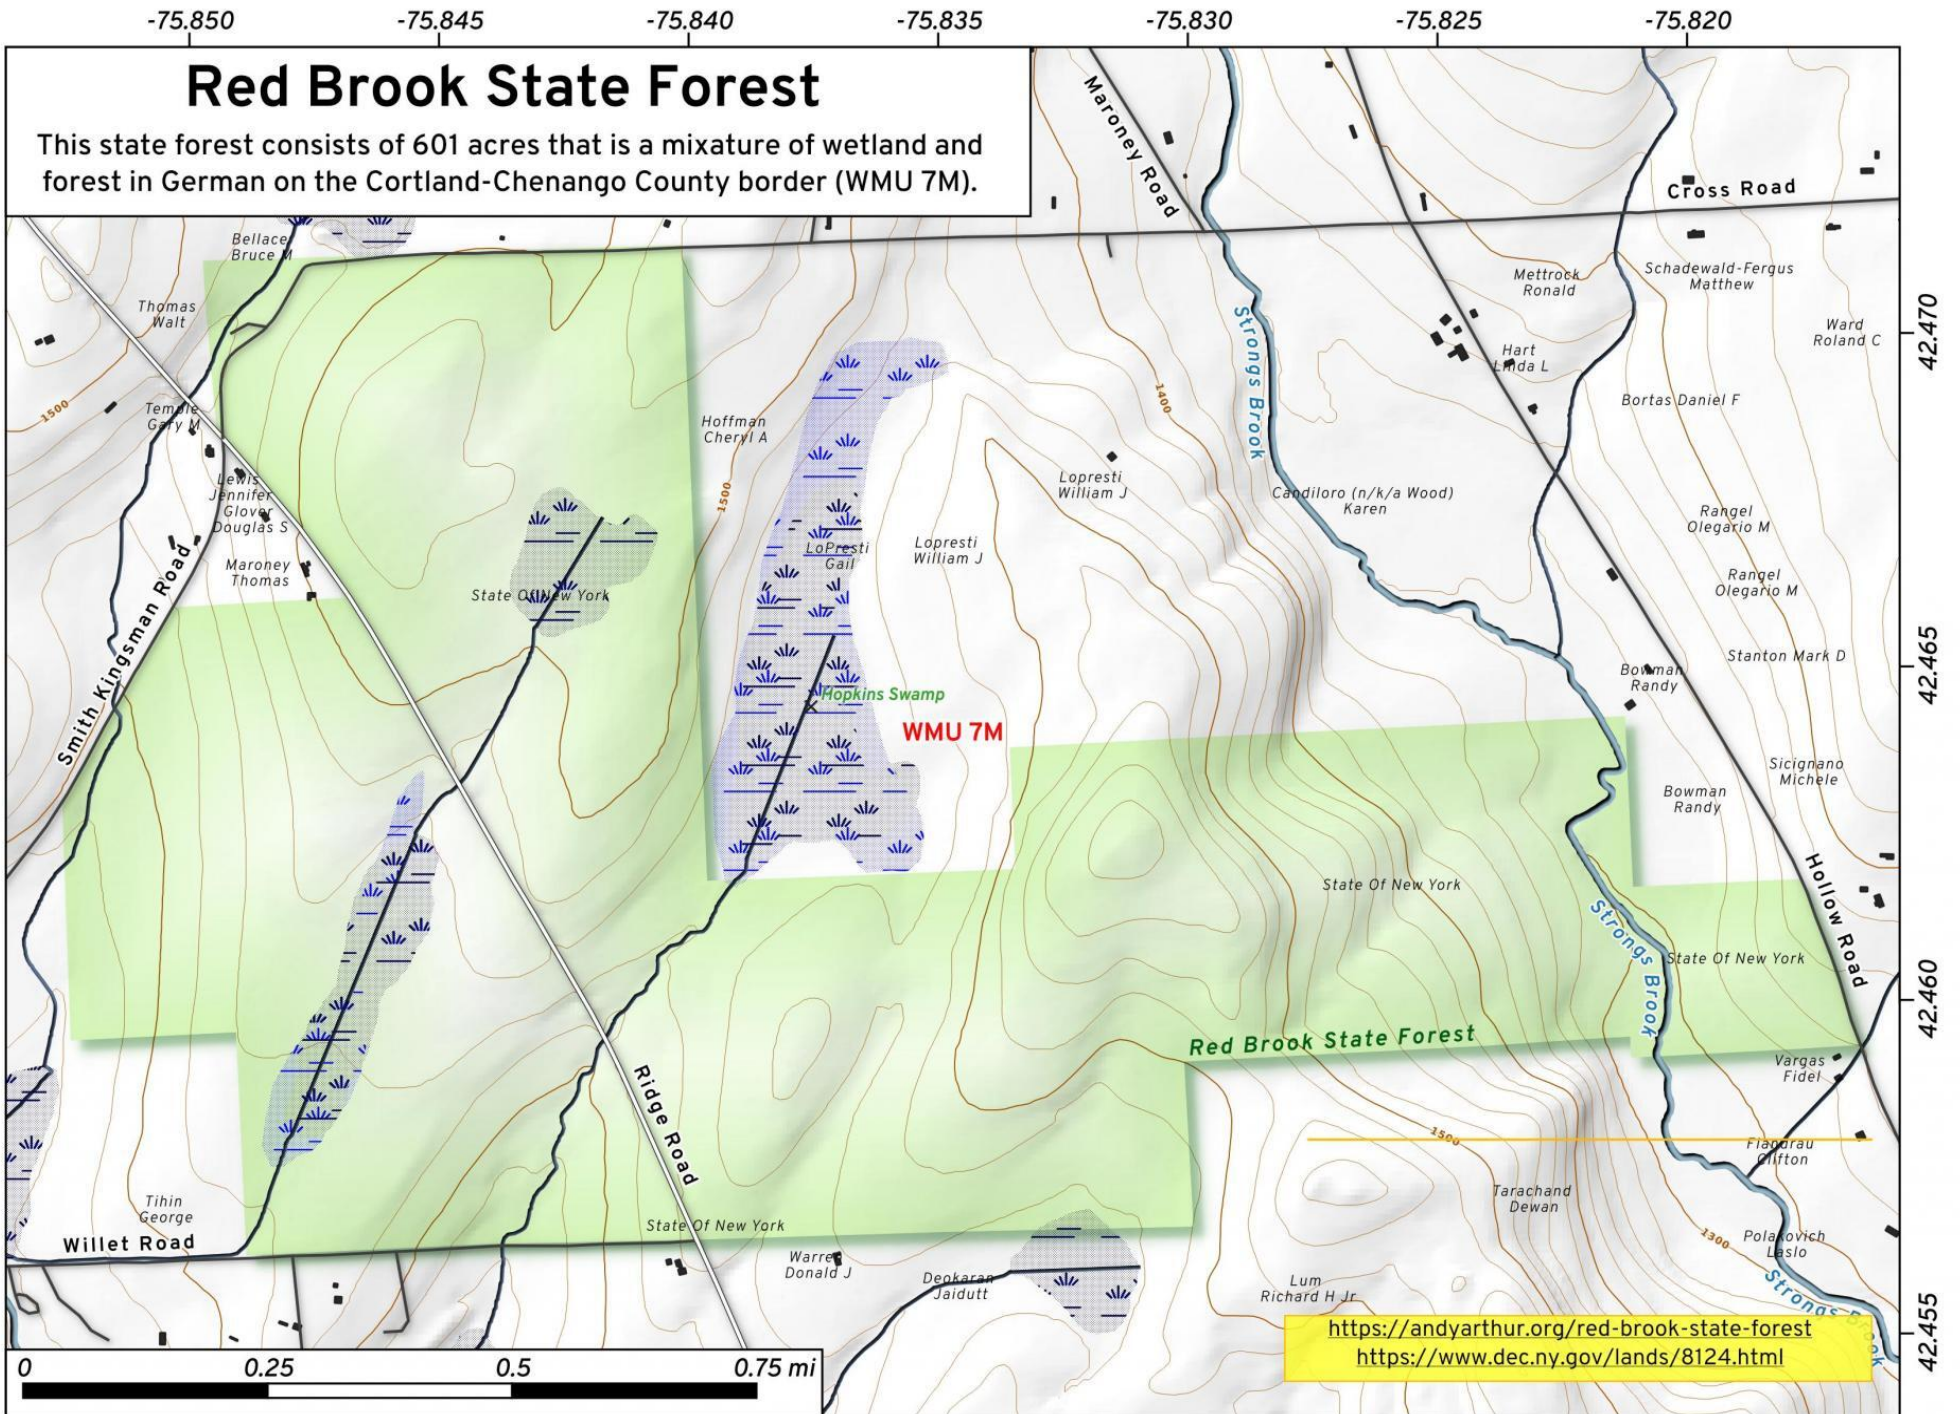 -75.850 -75.845 -75.840 -75.835 -75.830 -75.825 -75.820
Red Brook State Forest
This state forest consists of 601 acres that is a mixature of wetland and
forest in German on the Cortland-Chenango County border (WMU 7M).
Maroney Road
Cross Road
Bellace
Bruce M
Thomas
Walt
Mettrock
Ronald
Schadewald-Fergus
Matthew
Ward
Roland C
42.470
Strongs Brook
Hart
Linda L
1500
Temple
Gary M
1400
Bortas Daniel F
Hoffman
Cheryl A
Lewis
Jennifer
Glover
Douglas S
1500
Lopresti
William J
Candiloro (n/k/a Wood)
Karen
Rangel
Olegario M
LoPresti
Gail
Lopresti
William J
Maroney
Thomas
State Of New York
Rangel
Olegario M
Smith Kingsman Road
Stanton Mark D
42.465
Bowman
Randy
Hopkins Swamp
WMU 7M
Sicignano
Michele
Bowman
Randy
State Of New York
Hollow Road
Strongs Brook
State Of New York
42.460
Red Brook State Forest
Vargas
Fidel
Ridge Road
1500
Flandrau
Clifton
Tarachand
Dewan
Tihin
George
State Of New York
Willet Road
1300
Polakovich
Laslo
Warren
Donald J
Deokaran
Jaidutt
Lum
Richard H Jr
Strongs Brook
42.455
https://andyarthur.org/red-brook-state-forest
https://www.dec.ny.gov/lands/8124.html
0 0.25 0.5 0.75 mi